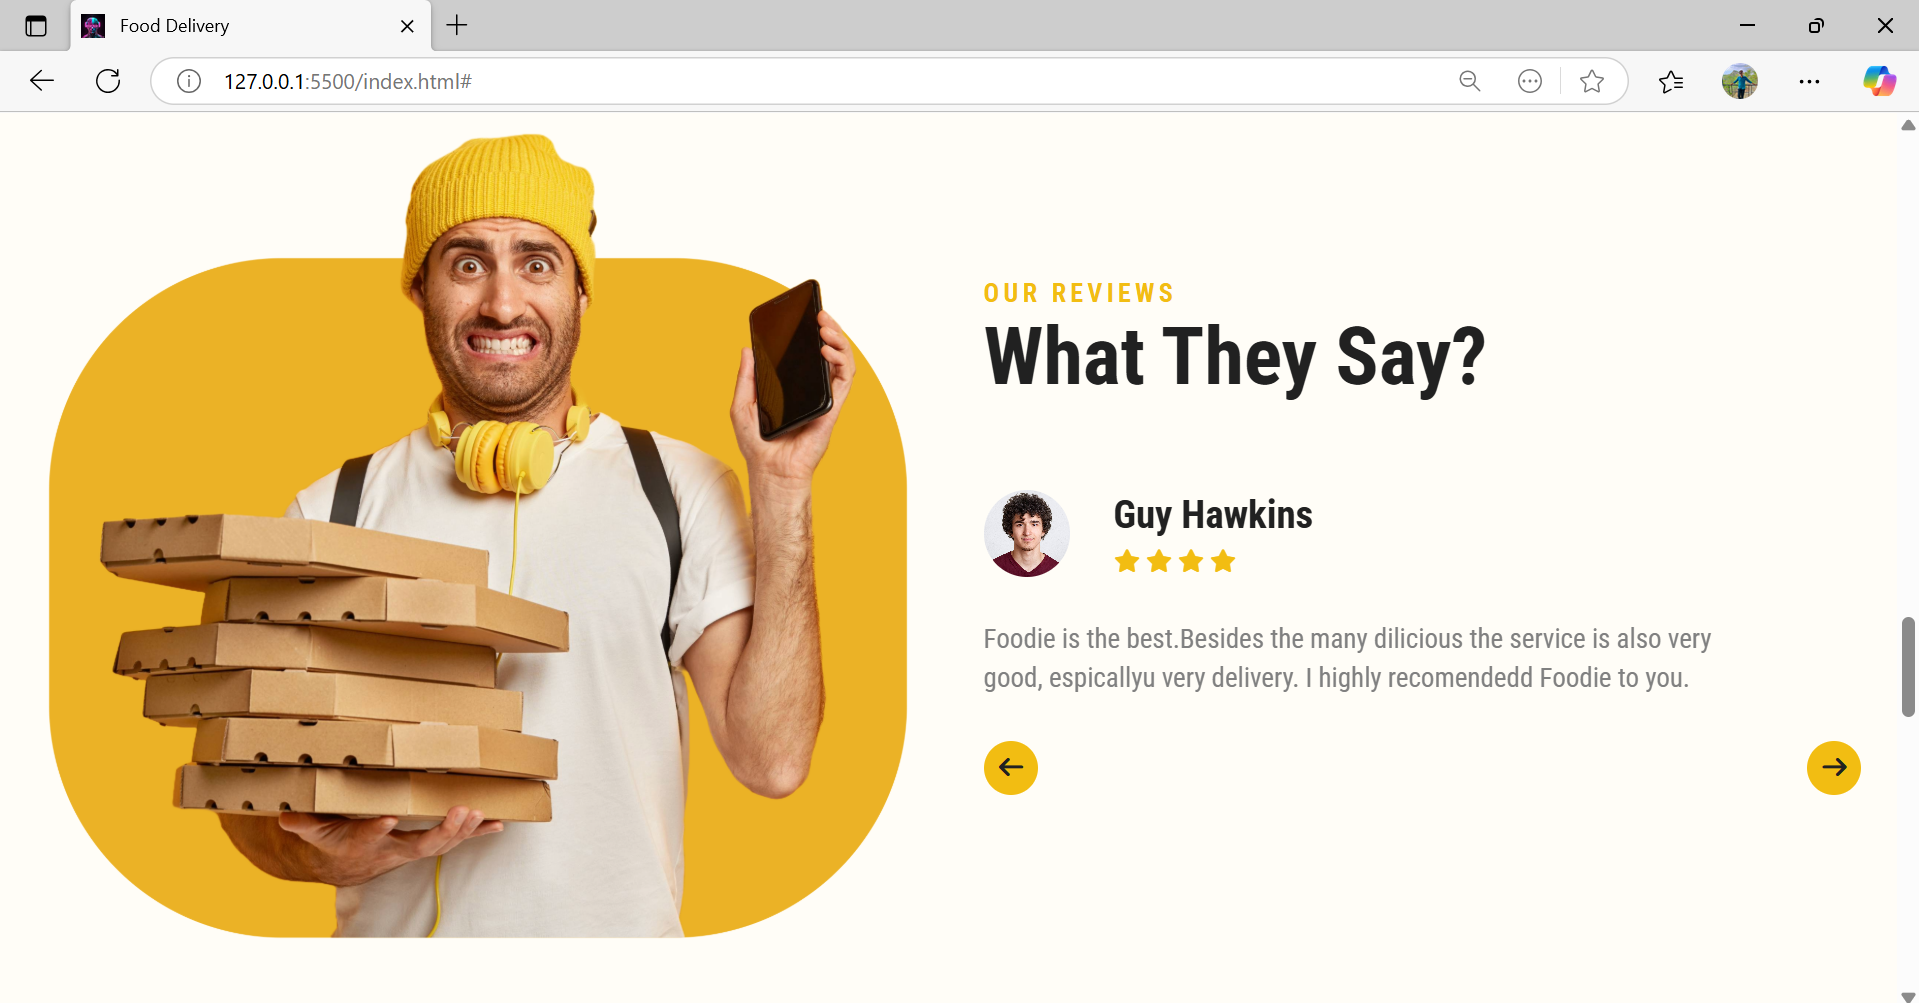 Food Delivery
127.0.0.1:5500/index.html#
OUR REVIEWS
What They Say?
Guy Hawkins
Foodie is the best.Besides the many dilicious the service is also very
good, espicallyu very delivery. I highly recomendedd Foodie to you.